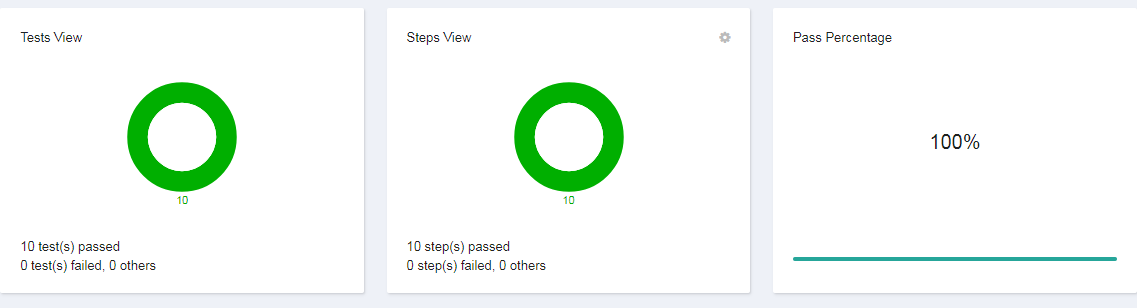 Tests View
10
10 test(s) passed
0 test(s) failed, 0 others
Steps View
10
10 step(s) passed
0 step(s) failed, 0 others
Pass Percentage
100%